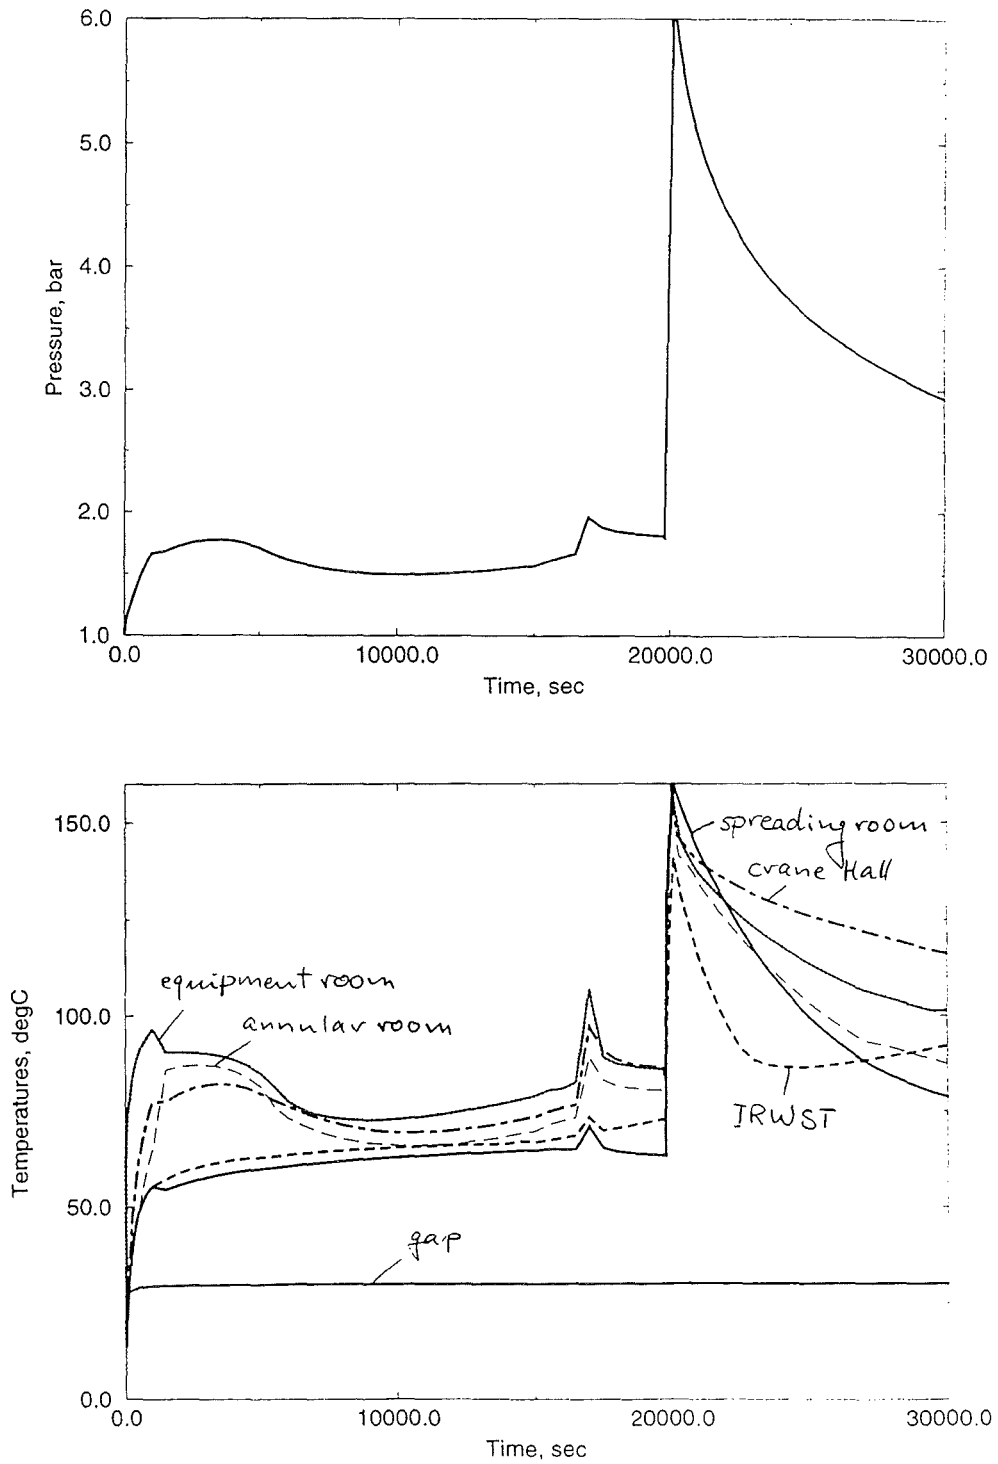 6.0
5.0
4.0
3.0
2.0
1.0
Pressure, bar
0.0 10000.0 20000.0 30000.0
Time, sec
150.0
100.0
50.0
0.0
Temperatures, degC
spreading room
crane Hall
equipment room
annular room
IRWST
gap
0.0 10000.0 20000.0 30000.0
Time, sec